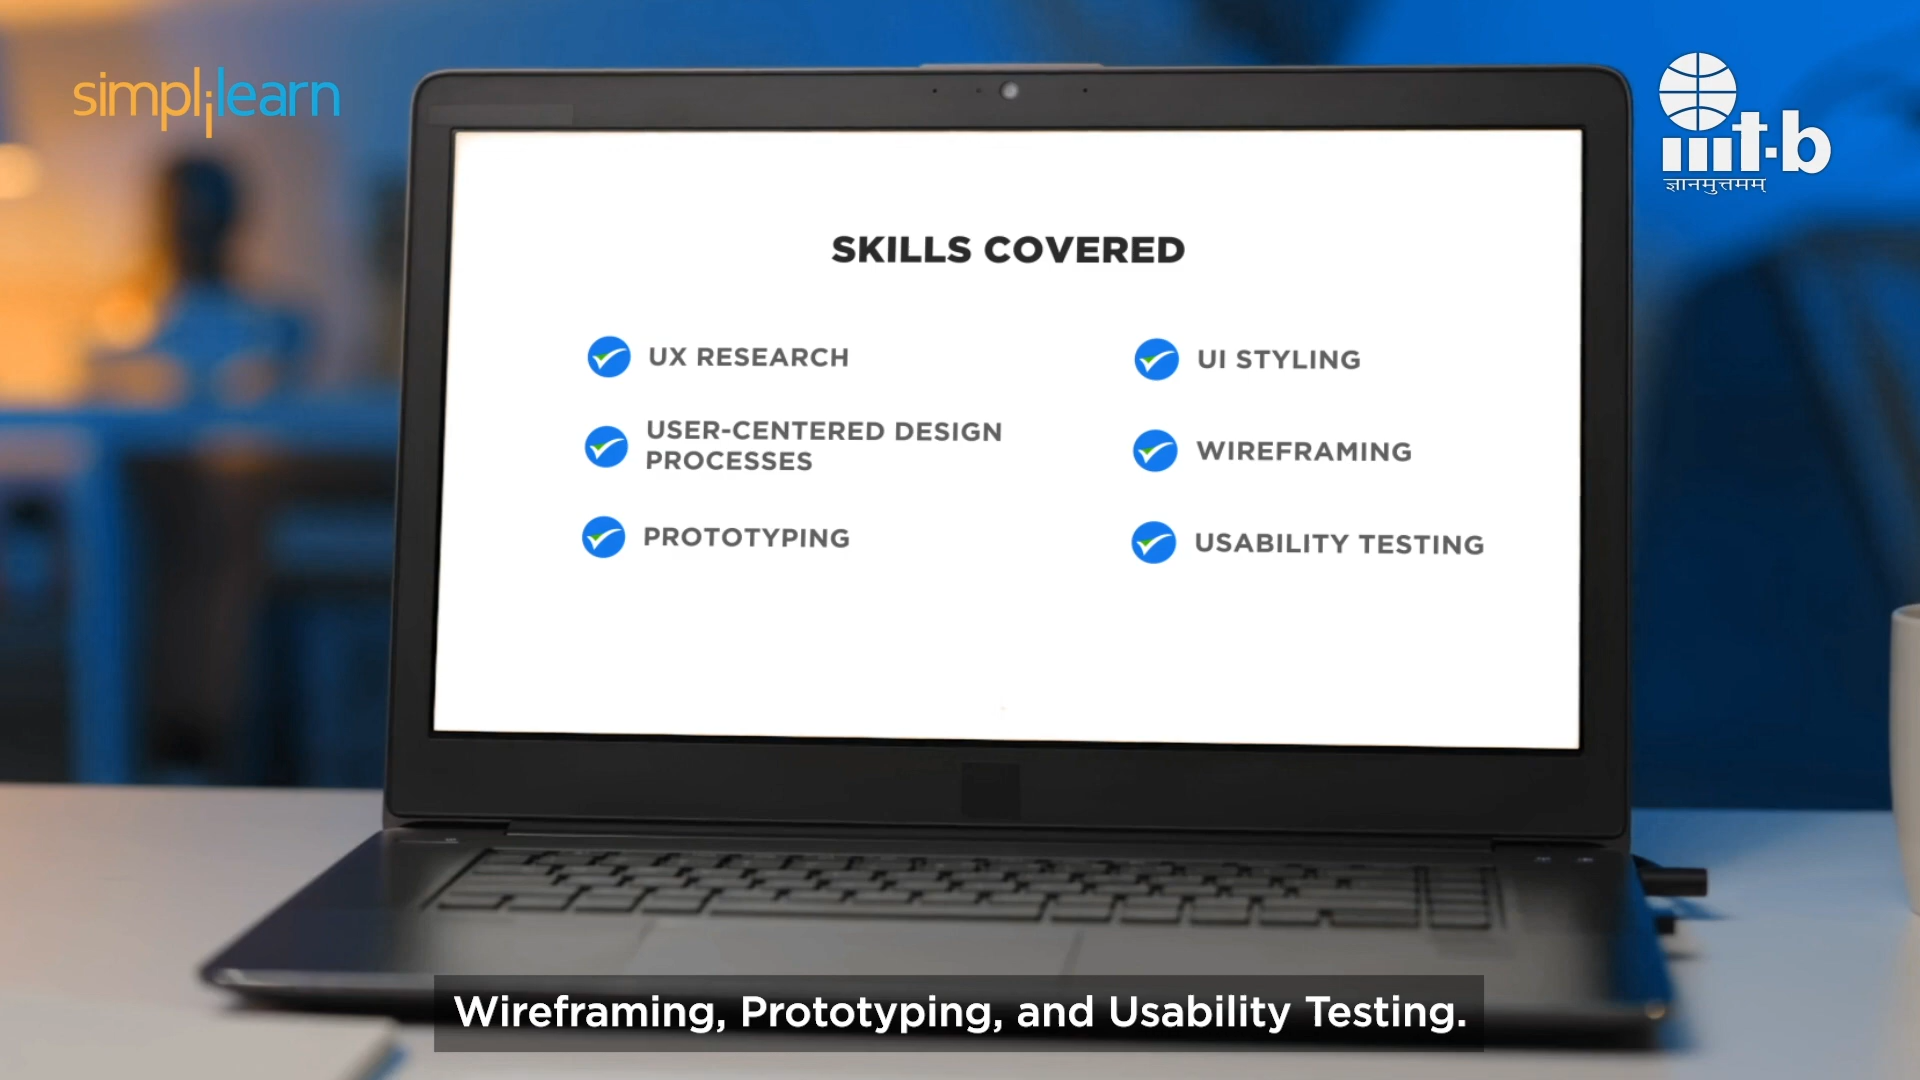 simplilearn
iiit-b
ज्ञानमुत्तमम्
SKILLS COVERED
UX RESEARCH
UI STYLING
USER-CENTERED DESIGN
PROCESSES
WIREFRAMING
PROTOTYPING
USABILITY TESTING
Wireframing, Prototyping, and Usability Testing.